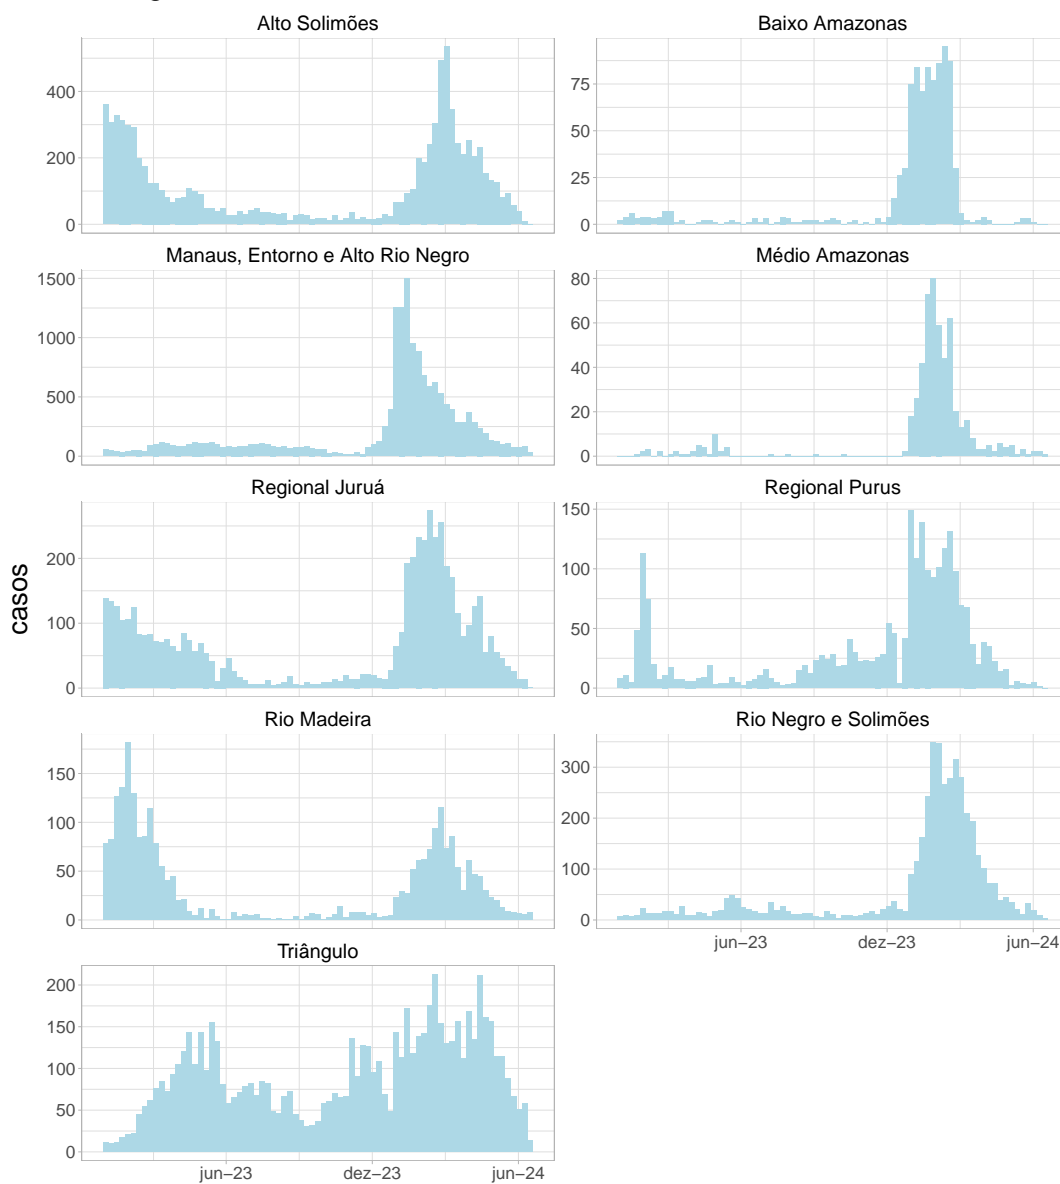 Alto Solimões
Baixo Amazonas
400
200
0
75
50
25
0
Manaus, Entorno e Alto Rio Negro
Médio Amazonas
1500
1000
500
0
80
60
40
20
0
Regional Juruá
Regional Purus
200
100
0
150
100
50
0
casos
Rio Madeira
Rio Negro e Solimões
150
100
50
0
300
200
100
0
jun−23
dez−23
jun−24
Triângulo
200
150
100
50
0
jun−23
dez−23
jun−24